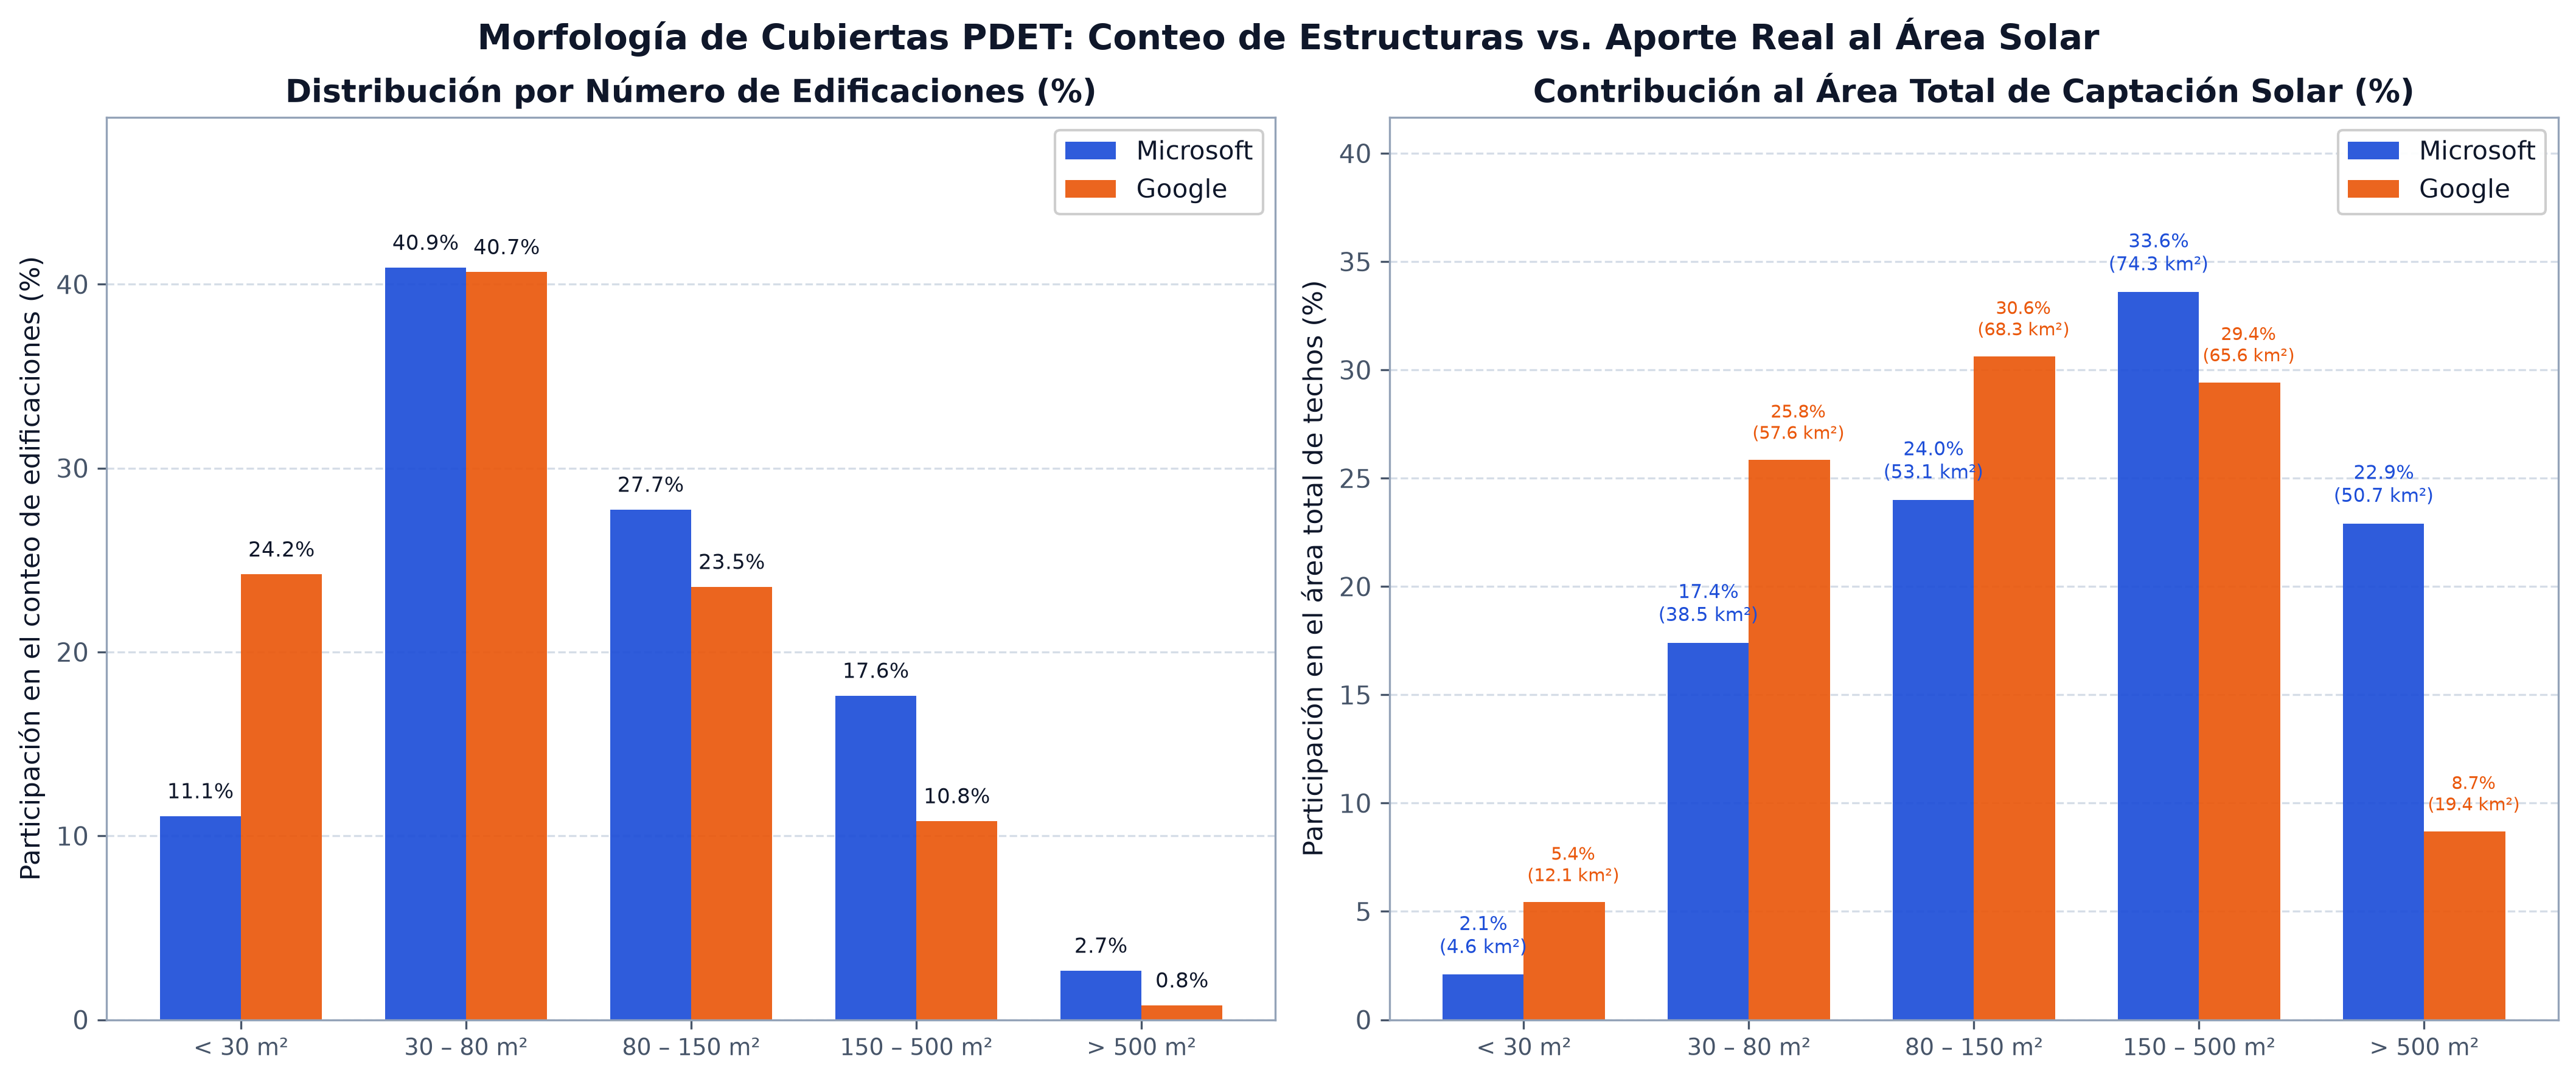 Morfología de Cubiertas PDET: Conteo de Estructuras vs. Aporte Real al Área Solar
Distribución por Número de Edificaciones (%)
Participación en el conteo de edificaciones (%)
40
30
20
10
0
Microsoft
Google
40.9%
40.7%
27.7%
24.2%
23.5%
17.6%
11.1%
10.8%
2.7%
0.8%
< 30 m²
30 – 80 m²
80 – 150 m²
150 – 500 m²
> 500 m²
Contribución al Área Total de Captación Solar (%)
Participación en el área total de techos (%)
40
35
30
25
20
15
10
5
0
Microsoft
Google
2.1%
(4.6 km²)
5.4%
(12.1 km²)
17.4%
(38.5 km²)
25.8%
(57.6 km²)
24.0%
(53.1 km²)
30.6%
(68.3 km²)
33.6%
(74.3 km²)
29.4%
(65.6 km²)
22.9%
(50.7 km²)
8.7%
(19.4 km²)
< 30 m²
30 – 80 m²
80 – 150 m²
150 – 500 m²
> 500 m²